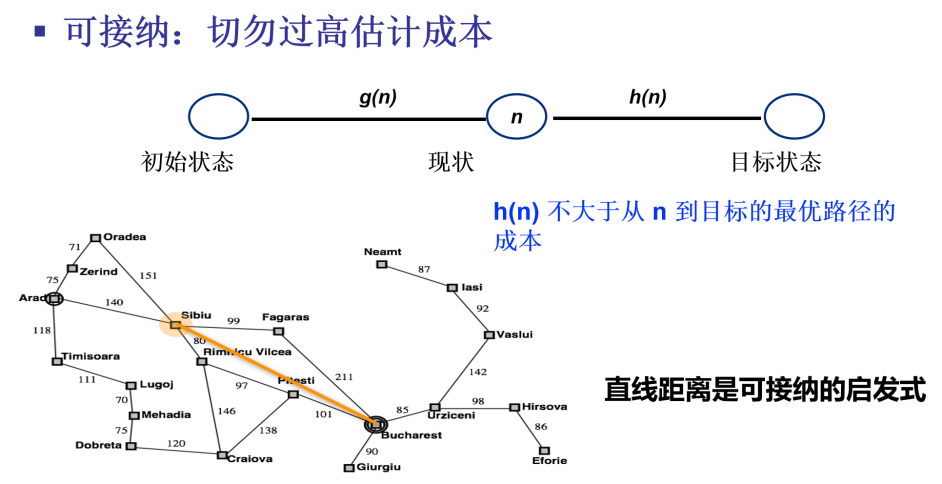 可接纳：切勿过高估计成本
g(n)
h(n)
n
初始状态
现状
目标状态
h(n) 不大于从 n 到目标的最优路径的
成本
Oradea
71
Neamt
Zerind
151
87
75
Iasi
Arad
140
92
Sibiu
99
Fagaras
118
80
Vaslui
Timisoara
Rimnicu Vilcea
142
211
111
Lugoj
97
Pitesti
直线距离是可接纳的启发式
70
98
Hirsova
Mehadia
146
101
85
Urziceni
75
138
86
Bucharest
Dobreta
120
90
Craiova
Eforie
Giurgiu